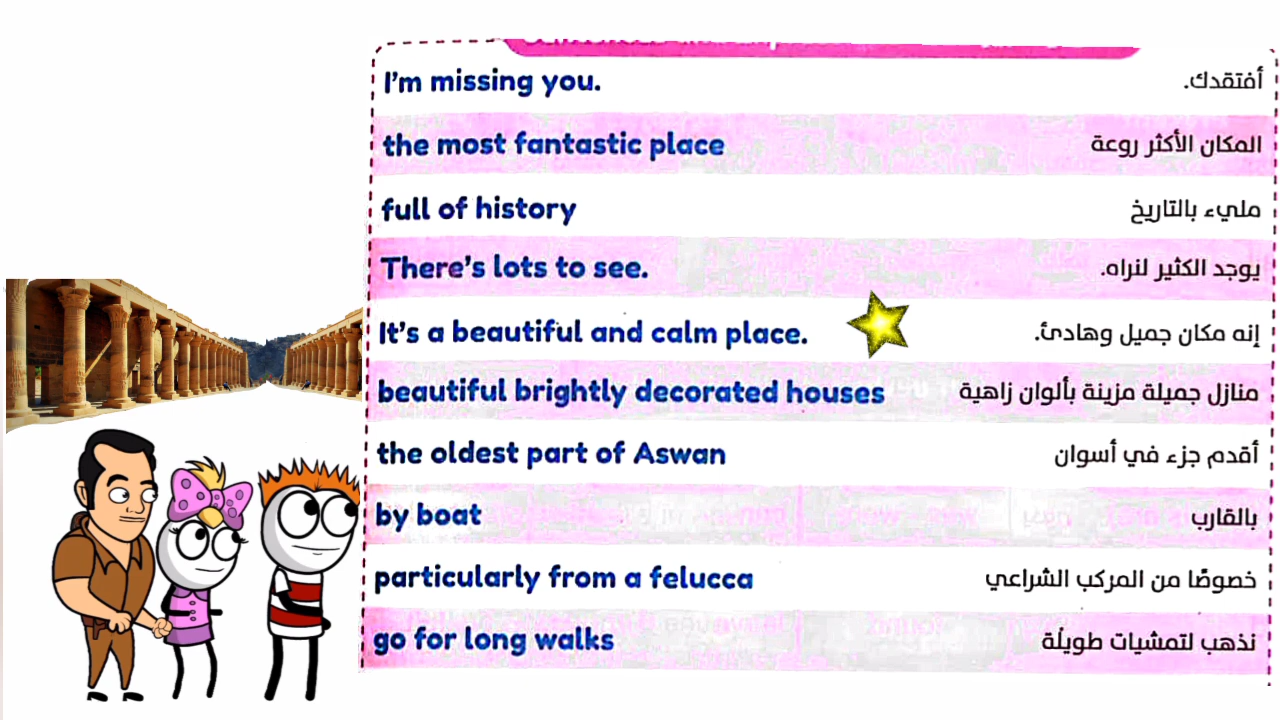 I'm missing you. أفتقدك.
the most fantastic place المكان الأكثر روعة
full of history مليء بالتاريخ
There's lots to see. يوجد الكثير لنراه.
It's a beautiful and calm place. إنه مكان جميل وهادئ.
beautiful brightly decorated houses منازل جميلة مزينة بألوان زاهية
the oldest part of Aswan أقدم جزء في أسوان
by boat بالقارب
particularly from a felucca خصوصًا من المركب الشراعي
go for long walks نذهب لتمشيات طويلة